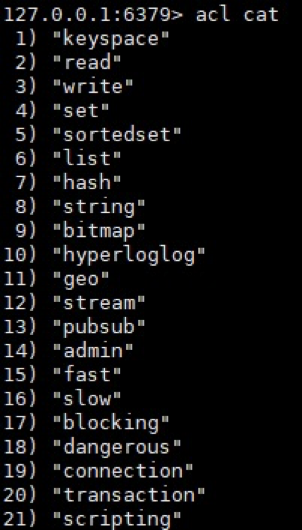 127.0.0.1:6379> acl cat
1) "keyspace"
2) "read"
3) "write"
4) "set"
5) "sortedset"
6) "list"
7) "hash"
8) "string"
9) "bitmap"
10) "hyperloglog"
11) "geo"
12) "stream"
13) "pubsub"
14) "admin"
15) "fast"
16) "slow"
17) "blocking"
18) "dangerous"
19) "connection"
20) "transaction"
21) "scripting"